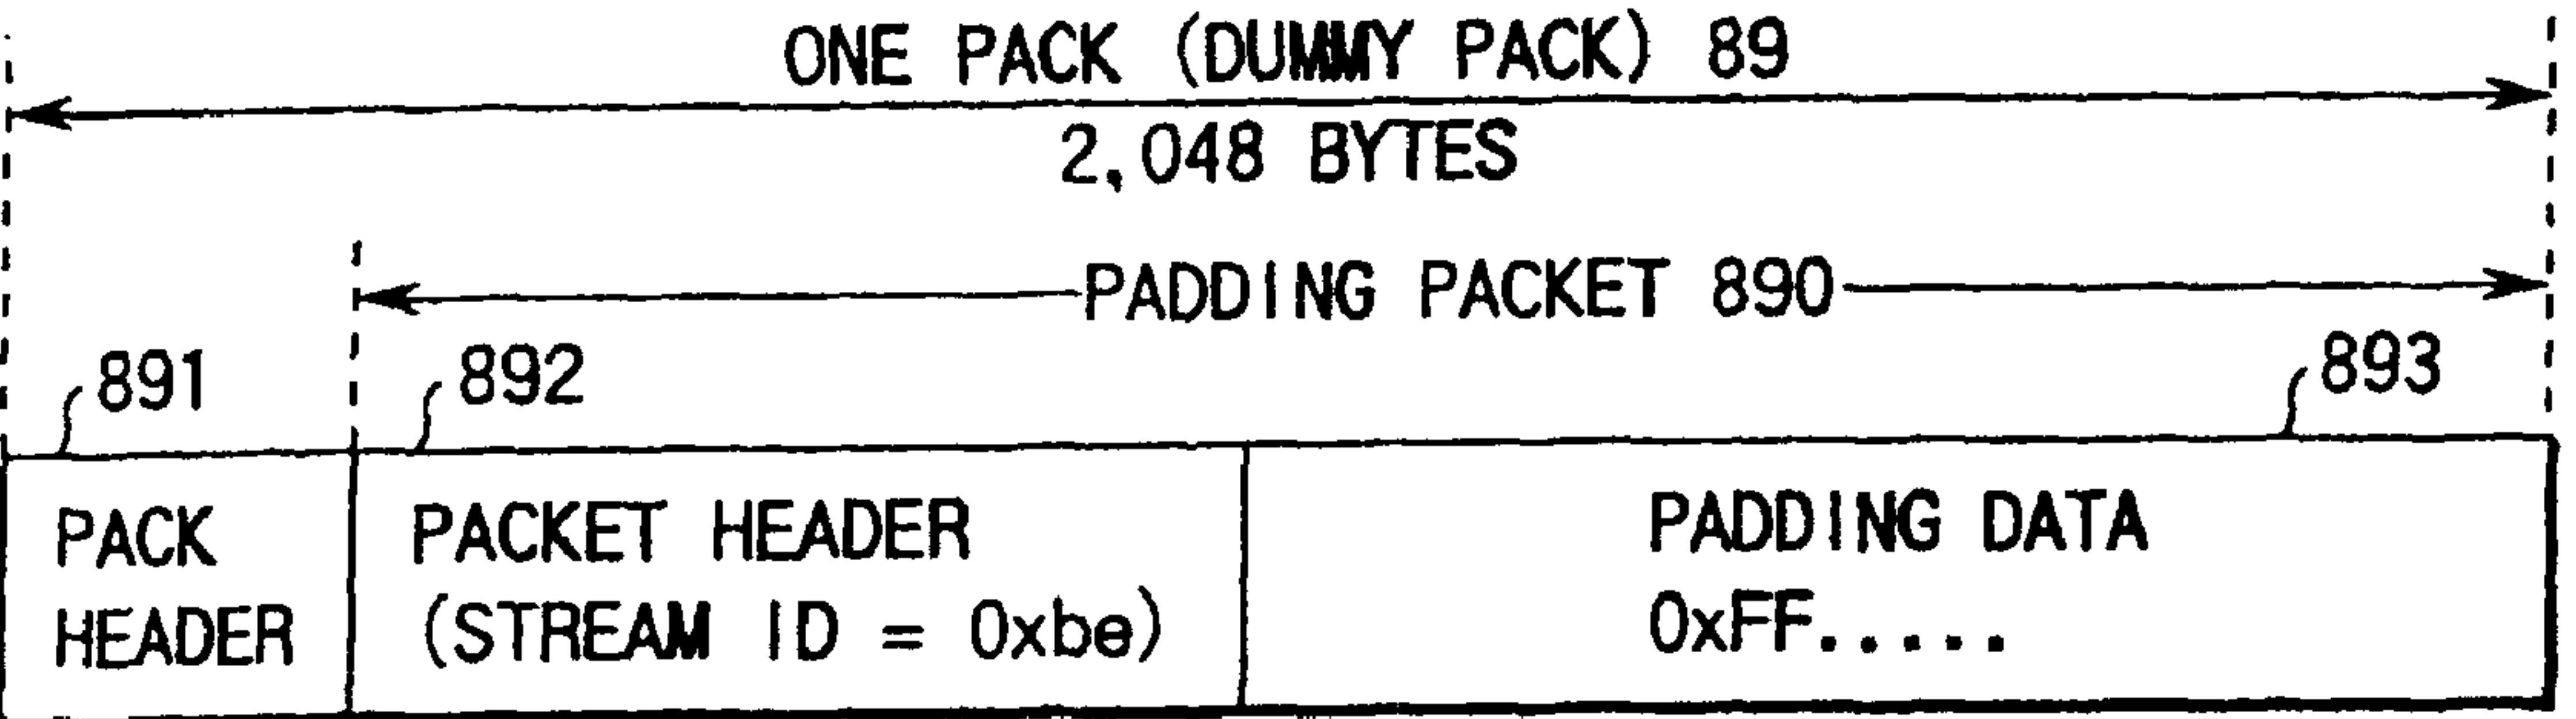 ONE PACK (DUMMY PACK) 89
2,048 BYTES
PADDING PACKET 890
891
892
893
PACK
HEADER
PACKET HEADER
(STREAM ID = 0xbe)
PADDING DATA
0xFF.....